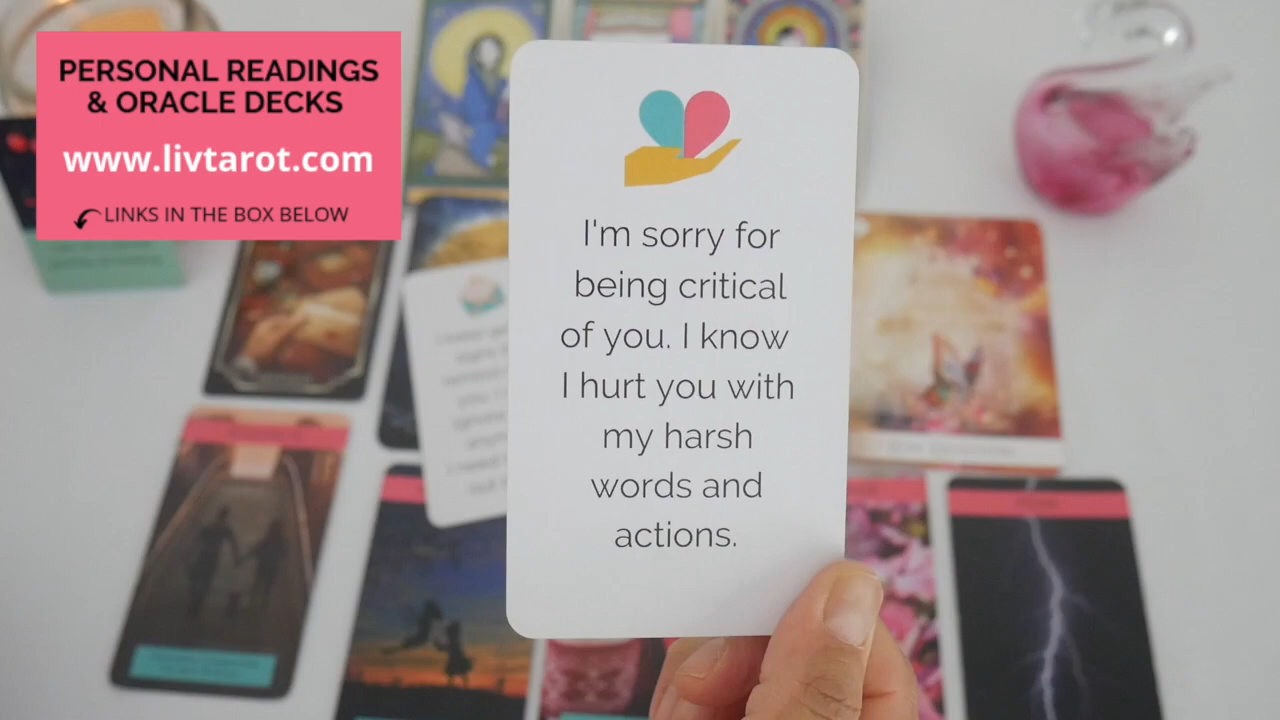 PERSONAL READINGS
& ORACLE DECKS
www.livtarot.com
LINKS IN THE BOX BELOW
I'm sorry for
being critical
of you. I know
I hurt you with
my harsh
words and
actions.